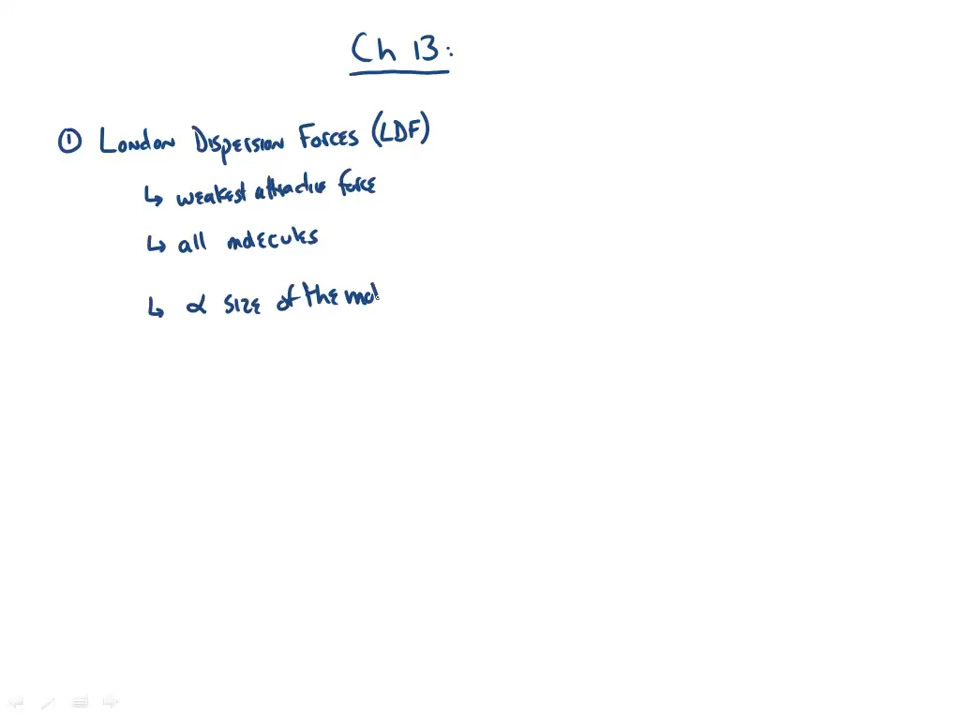 Ch 13:
① London Dispersion Forces (LDF)
↳ weakest attractive force
↳ all molecules
↳ α size of the mol